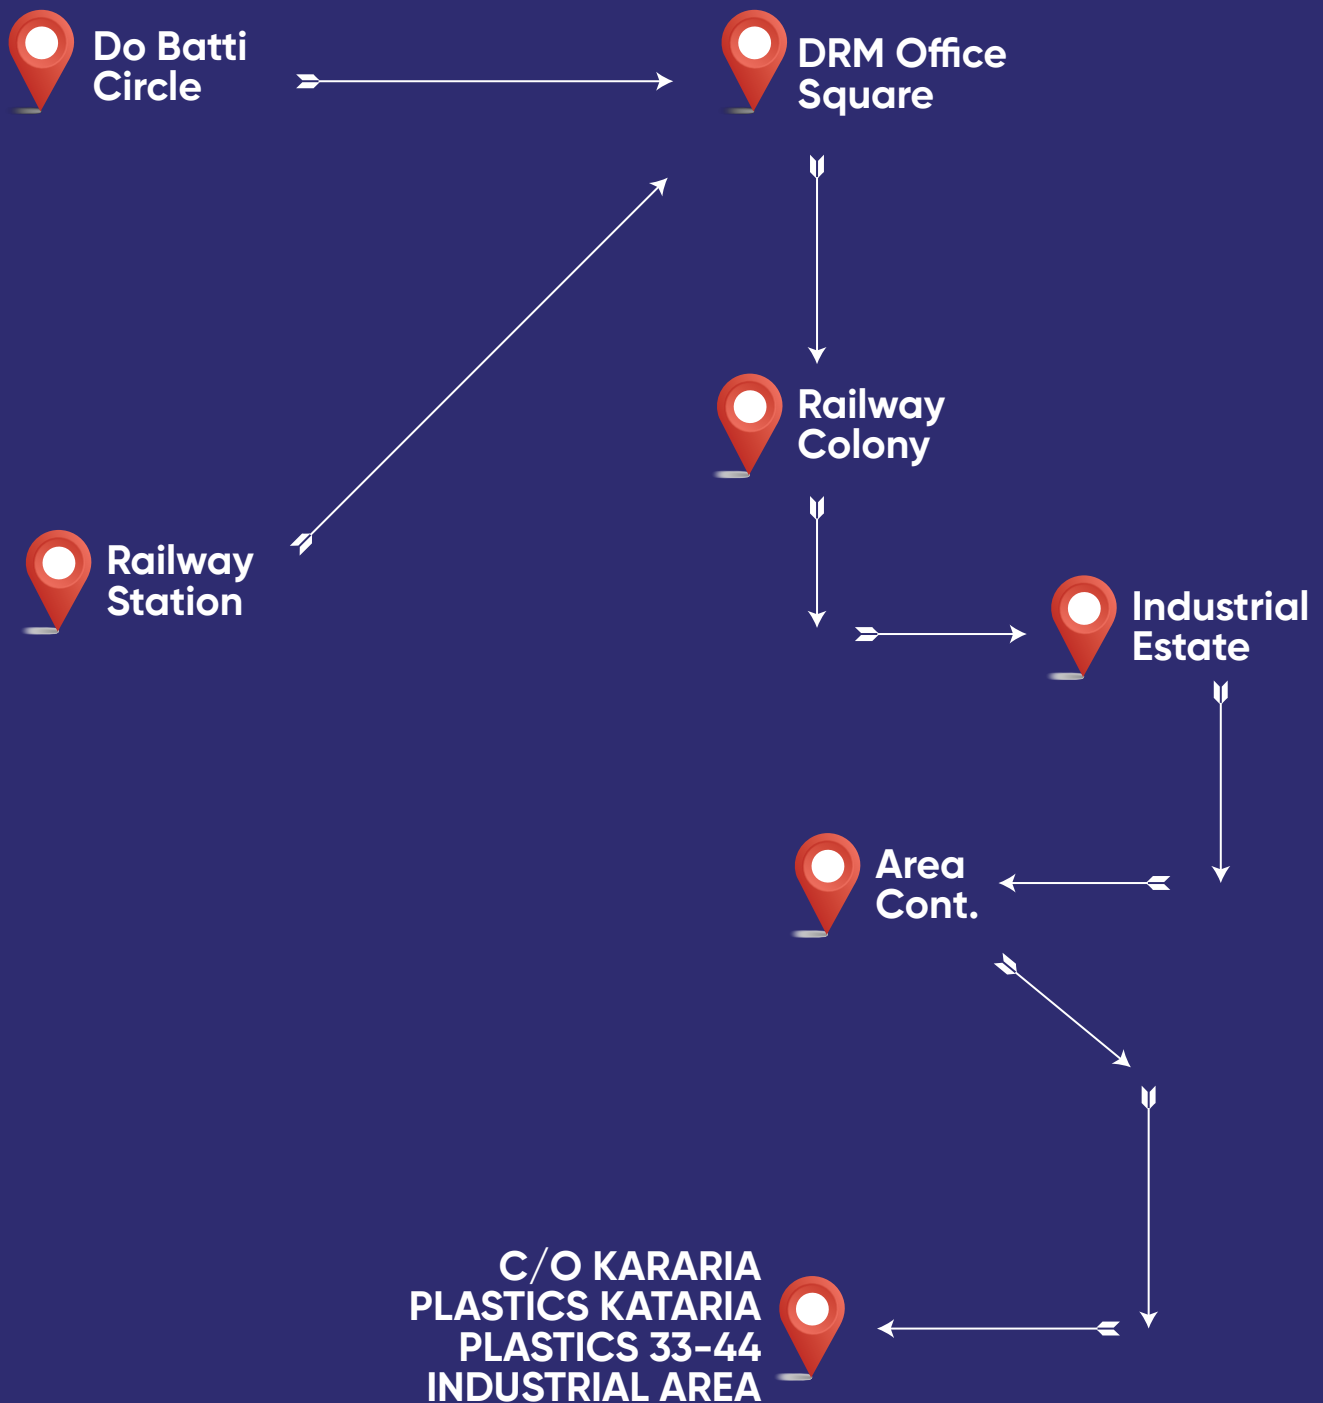 Do Batti
Circle
DRM Office
Square
Railway
Colony
Railway
Station
Industrial
Estate
Area
Cont.
C/O KARARIA
PLASTICS KATARIA
PLASTICS 33-44
INDUSTRIAL AREA